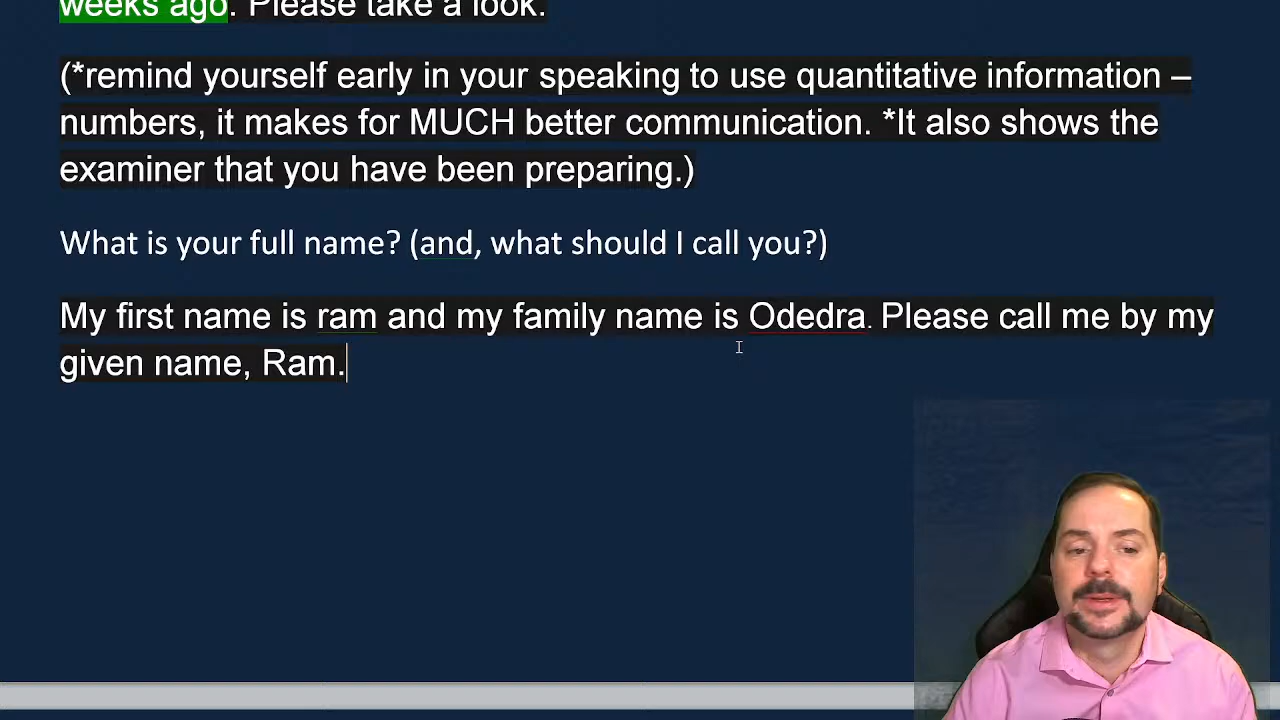 weeks ago. Please take a look.
(*remind yourself early in your speaking to use quantitative information –
numbers, it makes for MUCH better communication. *It also shows the
examiner that you have been preparing.)
What is your full name? (and, what should I call you?)
My first name is ram and my family name is Odedra. Please call me by my
given name, Ram.